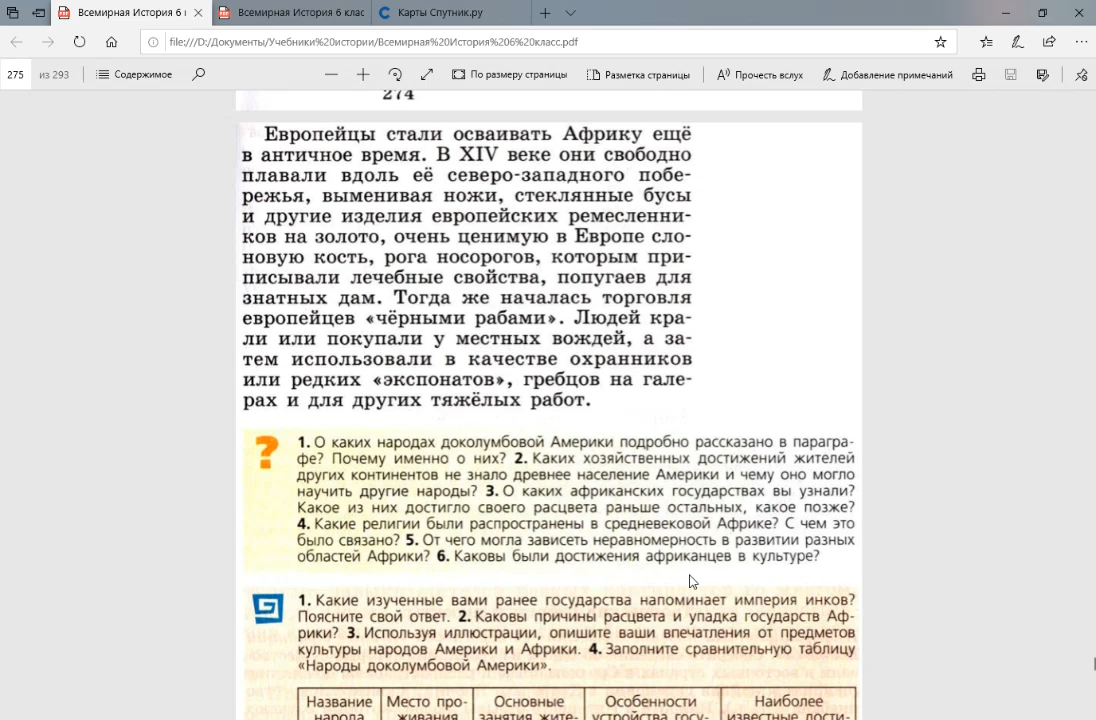 Всемирная История 6 к
Всемирная История 6 клас
Карты Спутник.ру
file:///D:/Документы/Учебники%20истории/Всемирная%20История%206%20класс.pdf
275 из 293 Содержимое По размеру страницы Разметка страницы Прочесть вслух Добавление примечаний
274
Европейцы стали осваивать Африку ещё
в античное время. В XIV веке они свободно
плавали вдоль её северо-западного побе-
режья, выменивая ножи, стеклянные бусы
и другие изделия европейских ремесленни-
ков на золото, очень ценимую в Европе сло-
новую кость, рога носорогов, которым при-
писывали лечебные свойства, попугаев для
знатных дам. Тогда же началась торговля
европейцев «чёрными рабами». Людей кра-
ли или покупали у местных вождей, а за-
тем использовали в качестве охранников
или редких «экспонатов», гребцов на гале-
рах и для других тяжёлых работ.
? 1. О каких народах доколумбовой Америки подробно рассказано в парагра-
фе? Почему именно о них? 2. Каких хозяйственных достижений жителей
других континентов не знало древнее население Америки и чему оно могло
научить другие народы? 3. О каких африканских государствах вы узнали?
Какое из них достигло своего расцвета раньше остальных, какое позже?
4. Какие религии были распространены в средневековой Африке? С чем это
было связано? 5. От чего могла зависеть неравномерность в развитии разных
областей Африки? 6. Каковы были достижения африканцев в культуре?
1. Какие изученные вами ранее государства напоминает империя инков?
Поясните свой ответ. 2. Каковы причины расцвета и упадка государств Аф-
рики? 3. Используя иллюстрации, опишите ваши впечатления от предметов
культуры народов Америки и Африки. 4. Заполните сравнительную таблицу
«Народы доколумбовой Америки».
Название Место про- Основные Особенности Наиболее
народа живания занятия жите- устройства госу- известные дости-